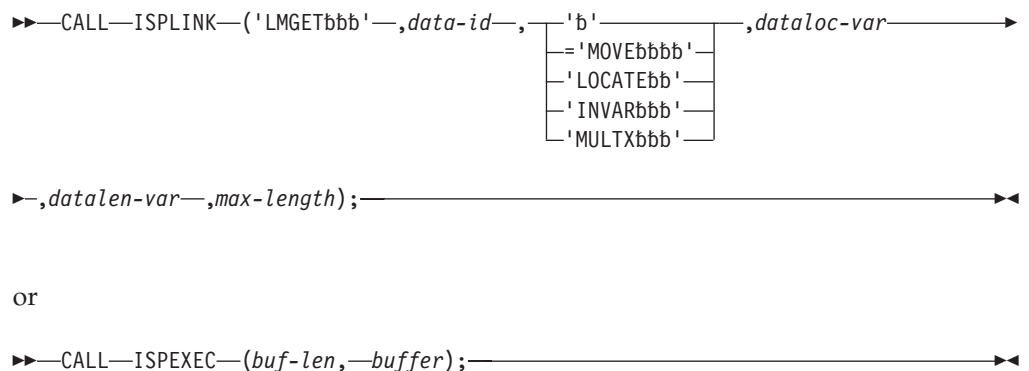 ▶▶—CALL—ISPLINK—('LMGETƀƀƀ'—,data-id—,—'ƀ'—,dataloc-var—▶
='MOVEƀƀƀƀ'
'LOCATEƀƀ'
'INVARƀƀƀ'
'MULTXƀƀƀ'
▶—,datalen-var—,max-length);—▶◀
or
▶▶—CALL—ISPEXEC—(buf-len,—buffer);—▶◀